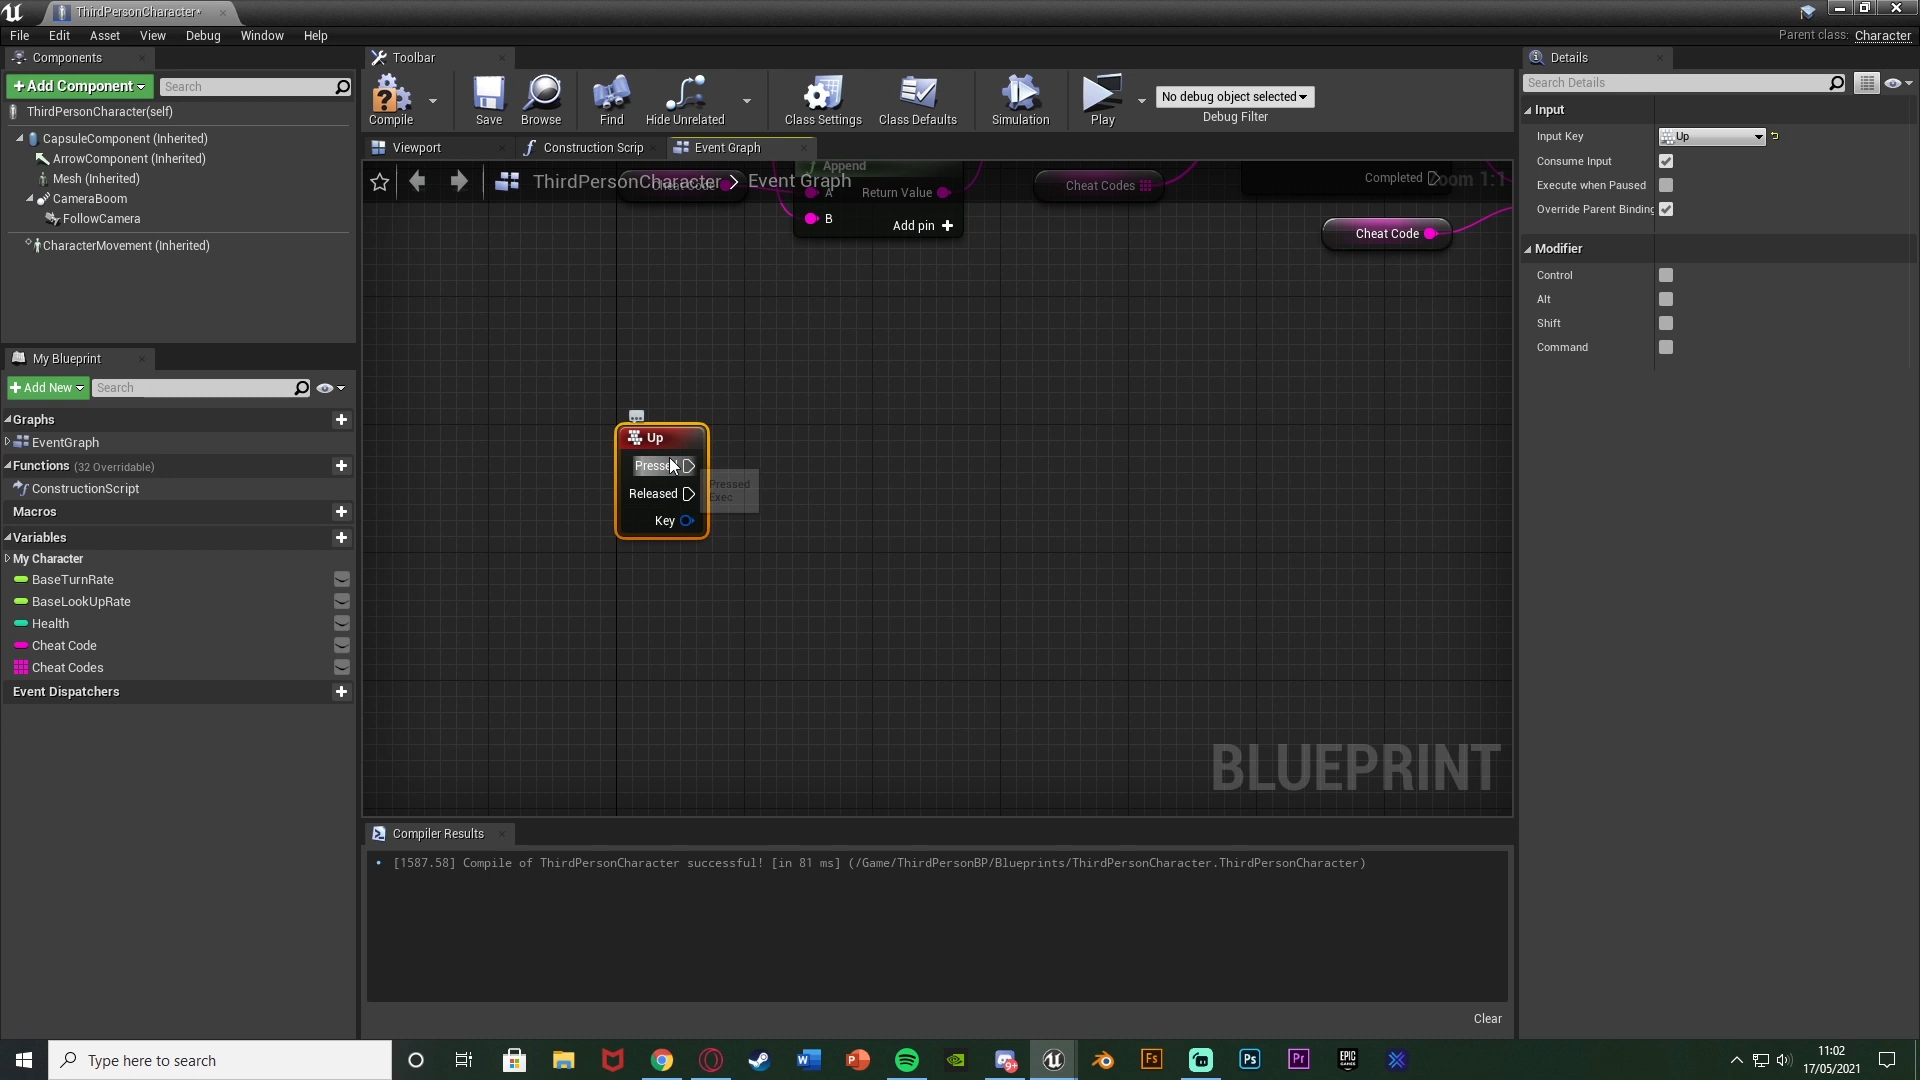 ThirdPersonCharacter*
File Edit Asset View Debug Window Help
Parent class: Character
Components
Toolbar
Details
+Add Component
Search
Search Details
ThirdPersonCharacter(self)
CapsuleComponent (Inherited)
ArrowComponent (Inherited)
Mesh (Inherited)
CameraBoom
FollowCamera
CharacterMovement (Inherited)
Compile
Save
Browse
Find
Hide Unrelated
Class Settings
Class Defaults
Simulation
Play
No debug object selected
Debug Filter
Viewport
Construction Scrip
Event Graph
ThirdPersonCharacter > Event Graph
Append
A
Return Value
B
Add pin +
Cheat Codes
Completed
Zoom 1:1
Cheat Code
Input
Input Key
Up
Consume Input
Execute when Paused
Override Parent Binding
Modifier
Control
Alt
Shift
Command
My Blueprint
+Add New
Search
Graphs
EventGraph
Functions (32 Overridable)
ConstructionScript
Macros
Variables
My Character
BaseTurnRate
BaseLookUpRate
Health
Cheat Code
Cheat Codes
Event Dispatchers
Up
Pressed
Released
Key
Pressed
Exec
BLUEPRINT
Compiler Results
• [1587.58] Compile of ThirdPersonCharacter successful! [in 81 ms] (/Game/ThirdPersonBP/Blueprints/ThirdPersonCharacter.ThirdPersonCharacter)
Clear
Type here to search
11:02
17/05/2021